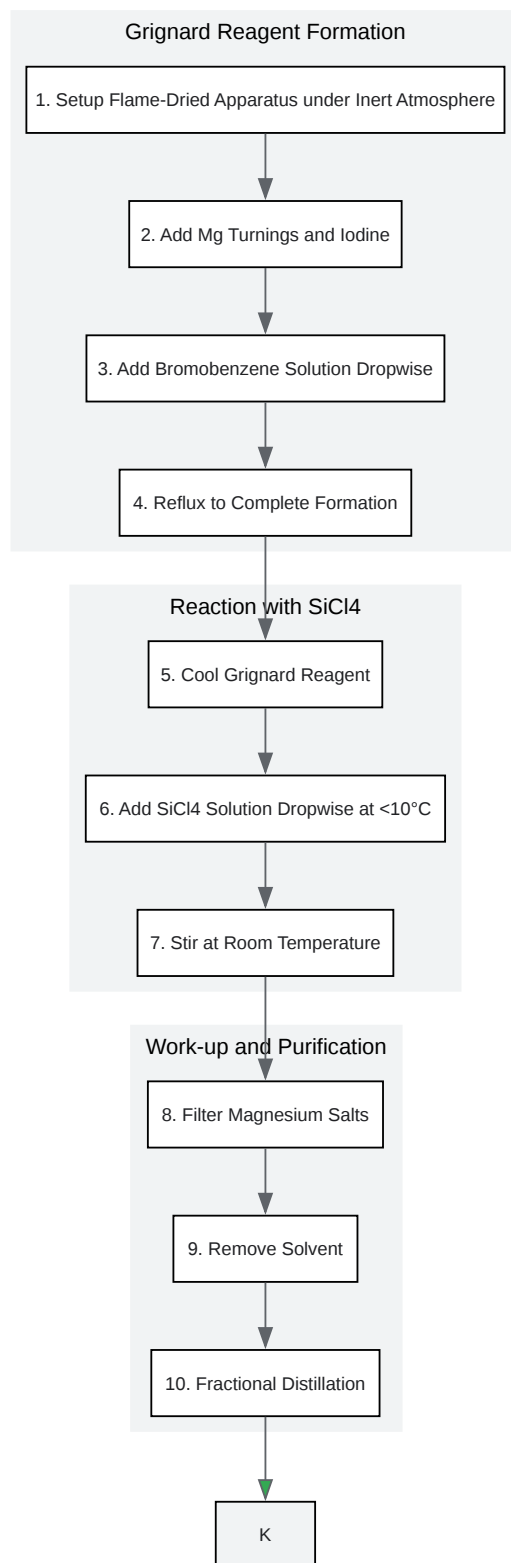 Grignard Reagent Formation
1. Setup Flame-Dried Apparatus under Inert Atmosphere
2. Add Mg Turnings and Iodine
3. Add Bromobenzene Solution Dropwise
4. Reflux to Complete Formation
Reaction with SiCl4
5. Cool Grignard Reagent
6. Add SiCl4 Solution Dropwise at <10°C
7. Stir at Room Temperature
Work-up and Purification
8. Filter Magnesium Salts
9. Remove Solvent
10. Fractional Distillation
K